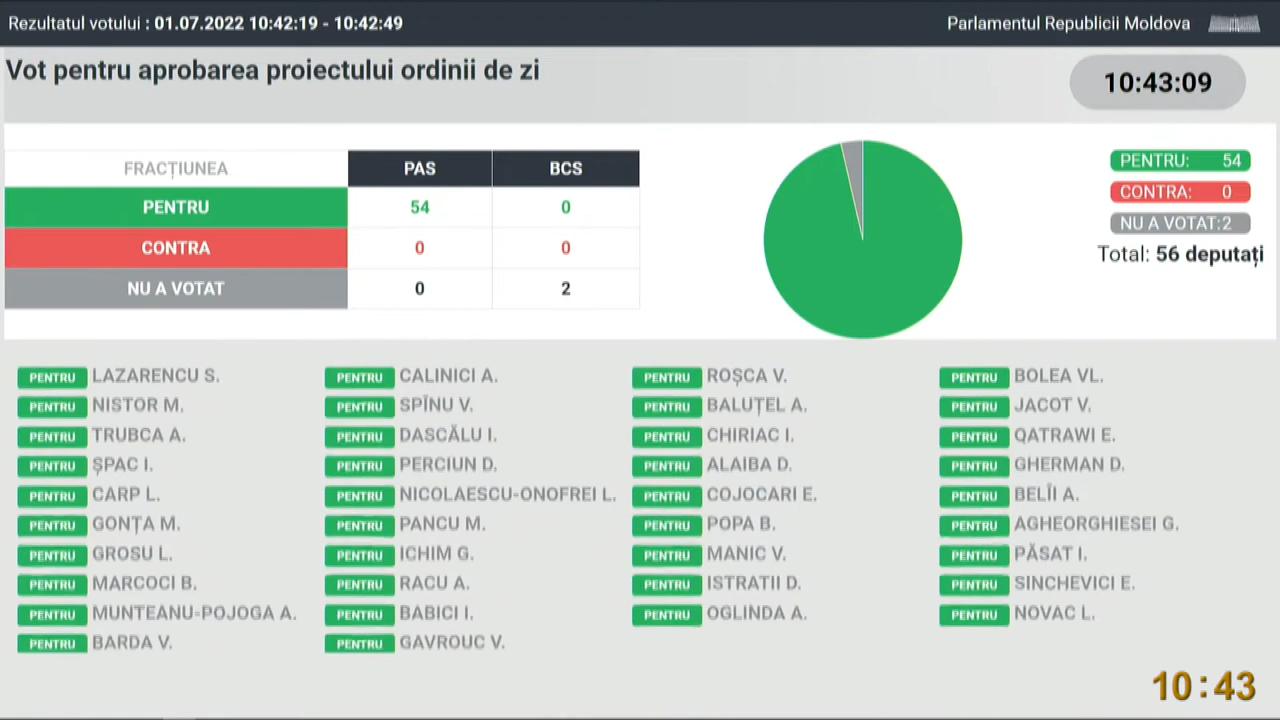 Rezultatul votului : 01.07.2022 10:42:19 - 10:42:49
Parlamentul Republicii Moldova
Vot pentru aprobarea proiectului ordinii de zi
10:43:09
FRACȚIUNEA PAS BCS
PENTRU 54 0
CONTRA 0 0
NU A VOTAT 0 2
PENTRU: 54
CONTRA: 0
NU A VOTAT:2
Total: 56 deputați
PENTRU LAZARENCU S.
PENTRU NISTOR M.
PENTRU TRUBCA A.
PENTRU ȘPAC I.
PENTRU CARP L.
PENTRU GONȚA M.
PENTRU GROSU L.
PENTRU MARCOCI B.
PENTRU MUNTEANU-POJOGA A.
PENTRU BARDA V.
PENTRU CALINICI A.
PENTRU SPÎNU V.
PENTRU DASCĂLU I.
PENTRU PERCIUN D.
PENTRU NICOLAESCU-ONOFREI L.
PENTRU PANCU M.
PENTRU ICHIM G.
PENTRU RACU A.
PENTRU BABICI I.
PENTRU GAVROUC V.
PENTRU ROȘCA V.
PENTRU BALUȚEL A.
PENTRU CHIRIAC I.
PENTRU ALAIBA D.
PENTRU COJOCARI E.
PENTRU POPA B.
PENTRU MANIC V.
PENTRU ISTRATII D.
PENTRU OGLINDA A.
PENTRU BOLEA VL.
PENTRU JACOT V.
PENTRU QATRAWI E.
PENTRU GHERMAN D.
PENTRU BELÎI A.
PENTRU AGHEORGHIESEI G.
PENTRU PĂSAT I.
PENTRU SINCHEVICI E.
PENTRU NOVAC L.
10:43